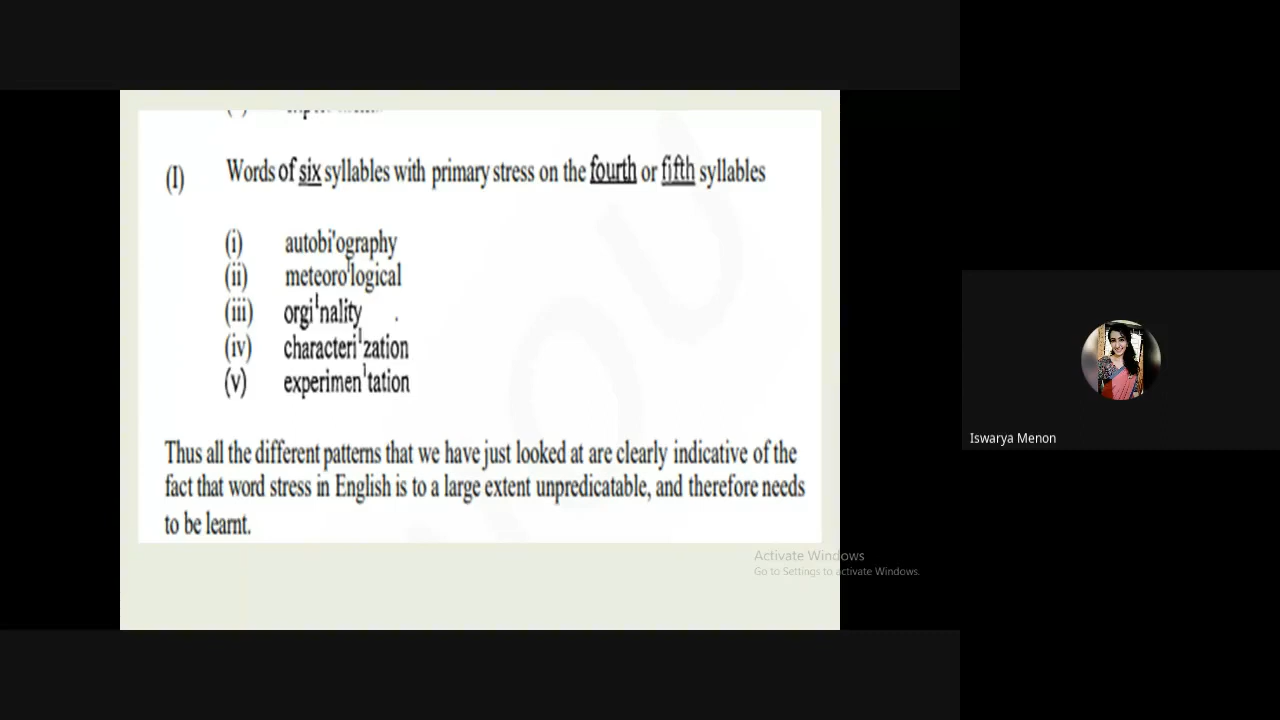 (I) Words of six syllables with primary stress on the fourth or fifth syllables
(i) autobi'ography
(ii) meteoro'logical
(iii) orgi'nality
(iv) characteri'zation
(v) experimen'tation
Thus all the different patterns that we have just looked at are clearly indicative of the
fact that word stress in English is to a large extent unpredicatable, and therefore needs
to be learnt.
Activate Windows
Go to Settings to activate Windows.
Iswarya Menon